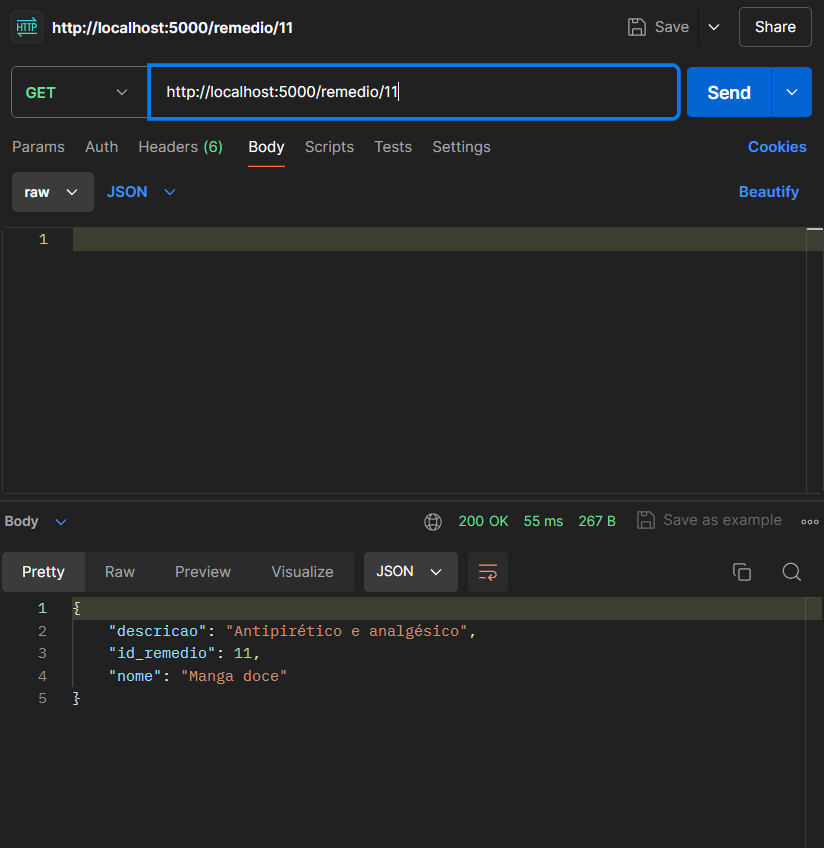 HTTP http://localhost:5000/remedio/11 Save Share
GET http://localhost:5000/remedio/11 Send
Params Auth Headers (6) Body Scripts Tests Settings Cookies
raw JSON Beautify
1
Body 200 OK 55 ms 267 B Save as example
Pretty Raw Preview Visualize JSON
1 {
2 "descricao": "Antipirético e analgésico",
3 "id_remedio": 11,
4 "nome": "Manga doce"
5 }